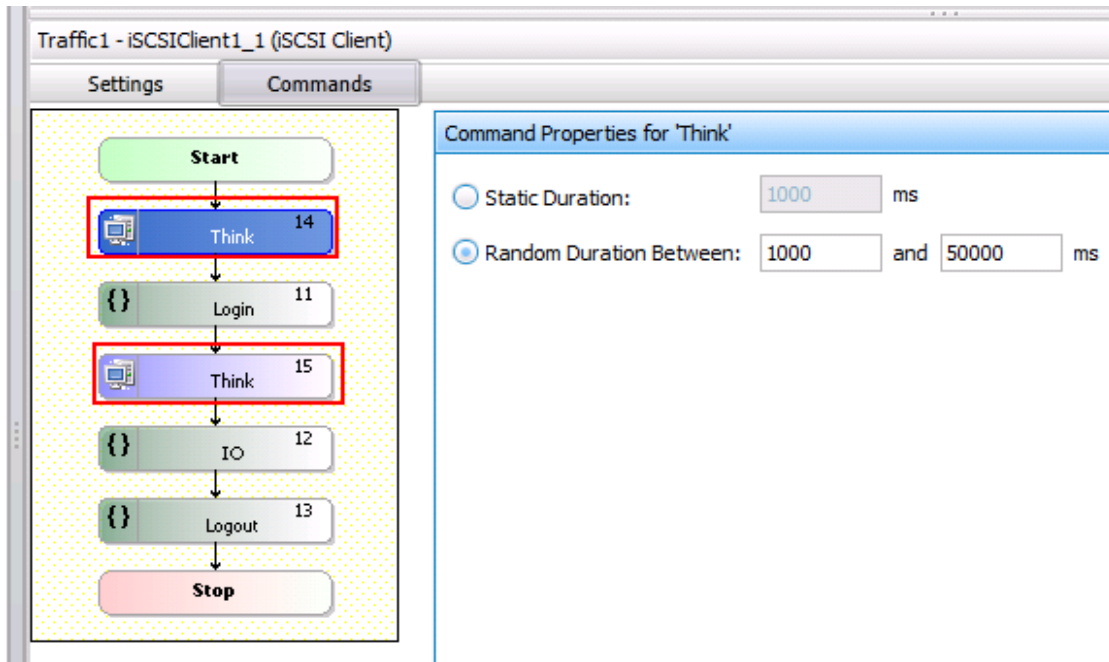 Traffic1 - iSCSIClient1_1 (iSCSI Client)
Settings Commands
Start
Think 14
{} Login 11
Think 15
{} IO 12
{} Logout 13
Stop
Command Properties for 'Think'
Static Duration: 1000 ms
Random Duration Between: 1000 and 50000 ms